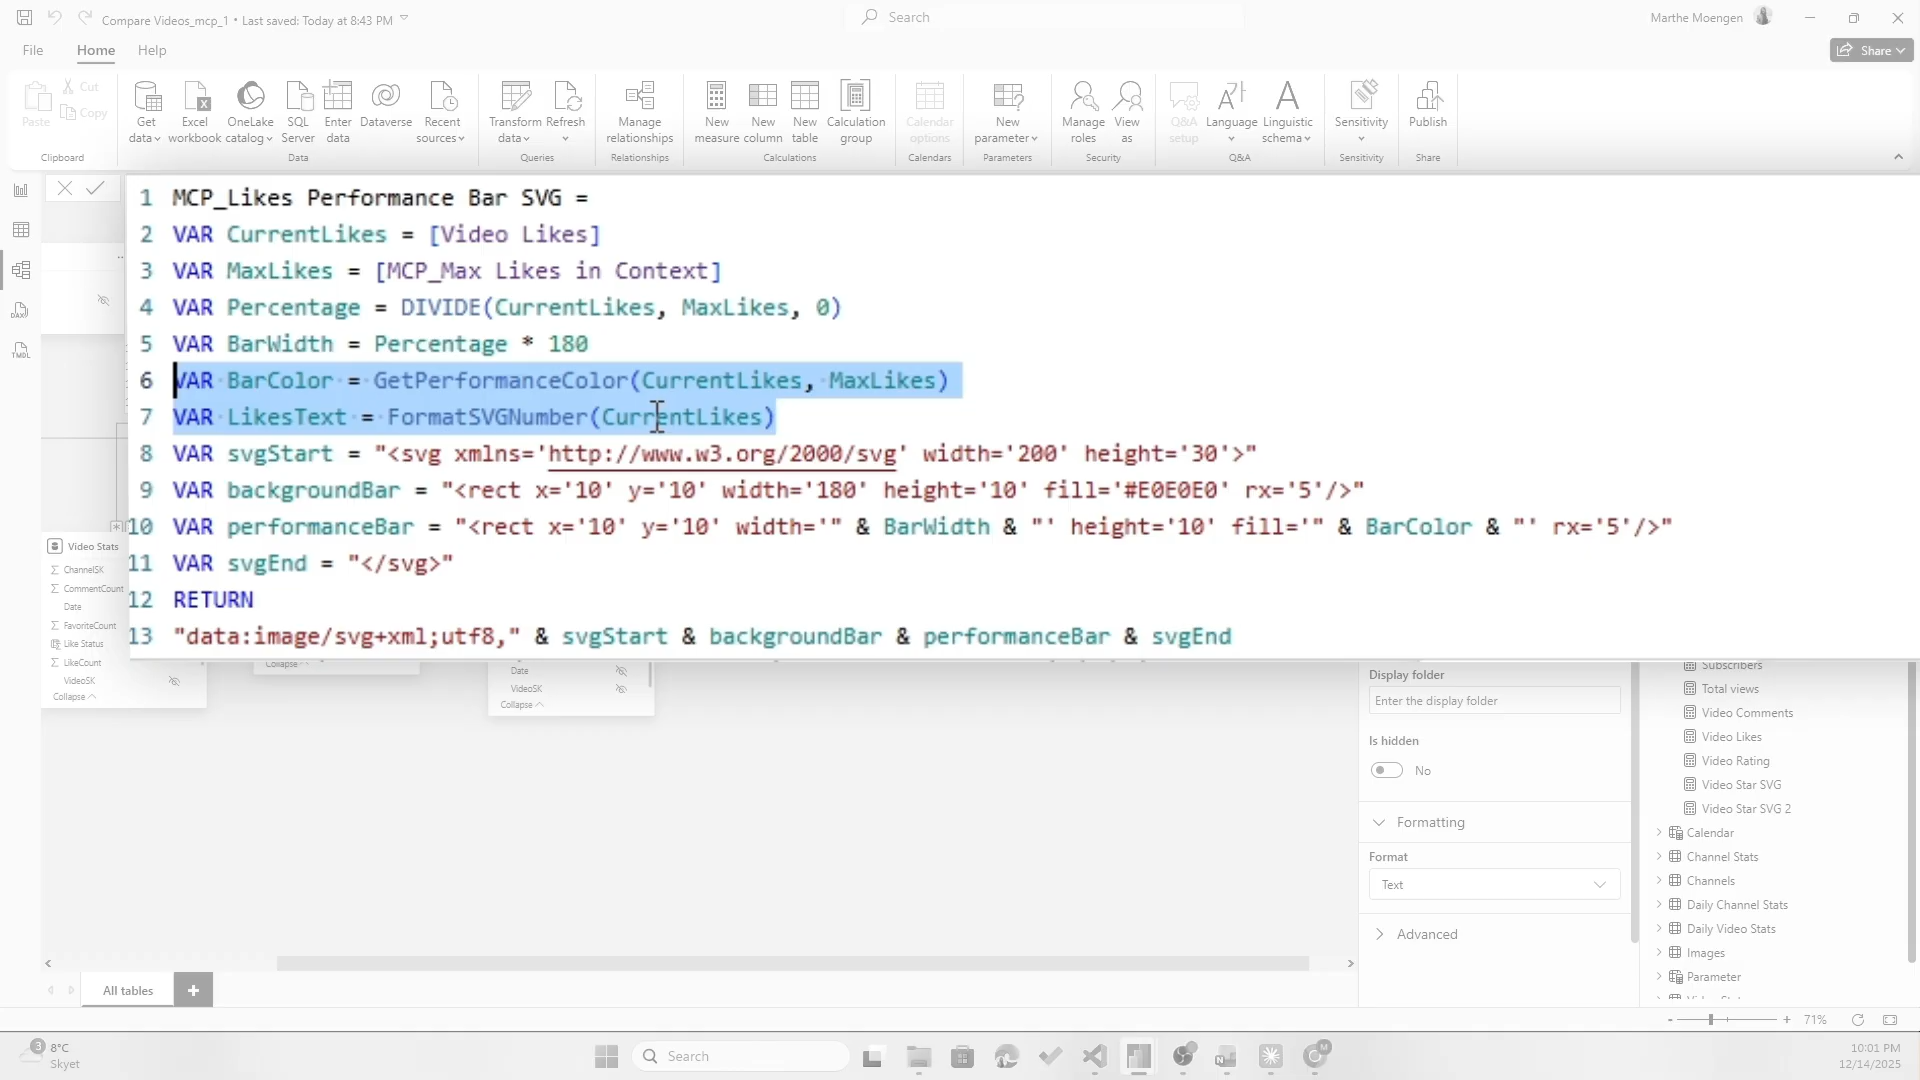 Compare Videos_mcp_1 • Last saved: Today at 8:43 PM
Search
Marthe Moengen
File
Home
Help
Share
Paste
Cut
Copy
Clipboard
Get data
Excel workbook
OneLake catalog
SQL Server
Enter data
Dataverse
Recent sources
Data
Transform data
Refresh
Queries
Manage relationships
Relationships
New measure
New column
New table
Calculation group
Calculations
Calendar options
Calendars
New parameter
Parameters
Manage roles
View as
Security
Q&A setup
Language
Linguistic schema
Q&A
Sensitivity
Sensitivity
Publish
Share
1 MCP_Likes Performance Bar SVG =
2 VAR CurrentLikes = [Video Likes]
3 VAR MaxLikes = [MCP_Max Likes in Context]
4 VAR Percentage = DIVIDE(CurrentLikes, MaxLikes, 0)
5 VAR BarWidth = Percentage * 180
6 VAR BarColor = GetPerformanceColor(CurrentLikes, MaxLikes)
7 VAR LikesText = FormatSVGNumber(CurrentLikes)
8 VAR svgStart = "<svg xmlns='http://www.w3.org/2000/svg' width='200' height='30'>"
9 VAR backgroundBar = "<rect x='10' y='10' width='180' height='10' fill='#E0E0E0' rx='5'/>"
10 VAR performanceBar = "<rect x='10' y='10' width='" & BarWidth & "' height='10' fill='" & BarColor & "' rx='5'/>"
11 VAR svgEnd = "</svg>"
12 RETURN
13 "data:image/svg+xml;utf8," & svgStart & backgroundBar & performanceBar & svgEnd
DAX
TMDL
Video Stats
ChannelSK
CommentCount
Date
FavoriteCount
Like Status
LikeCount
VideoSK
Collapse
Collapse
Date
VideoSK
Collapse
Display folder
Enter the display folder
Is hidden
No
Formatting
Format
Text
Advanced
Subscribers
Total views
Video Comments
Video Likes
Video Rating
Video Star SVG
Video Star SVG 2
Calendar
Channel Stats
Channels
Daily Channel Stats
Daily Video Stats
Images
Parameter
All tables
71%
3
8°C
Skyet
Search
10:01 PM
12/14/2025